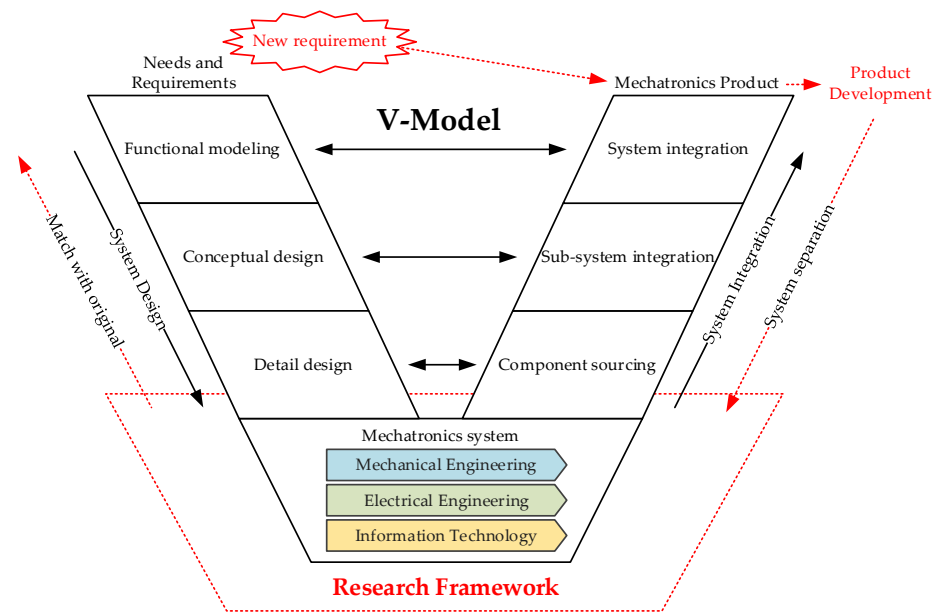 New requirement
Needs and
Requirements
Mechatronics Product
Product
Development
V-Model
Functional modeling
System integration
Conceptual design
Sub-system integration
Detail design
Component sourcing
Match with original
System Design
System Integration
System separation
Mechatronics system
Mechanical Engineering
Electrical Engineering
Information Technology
Research Framework